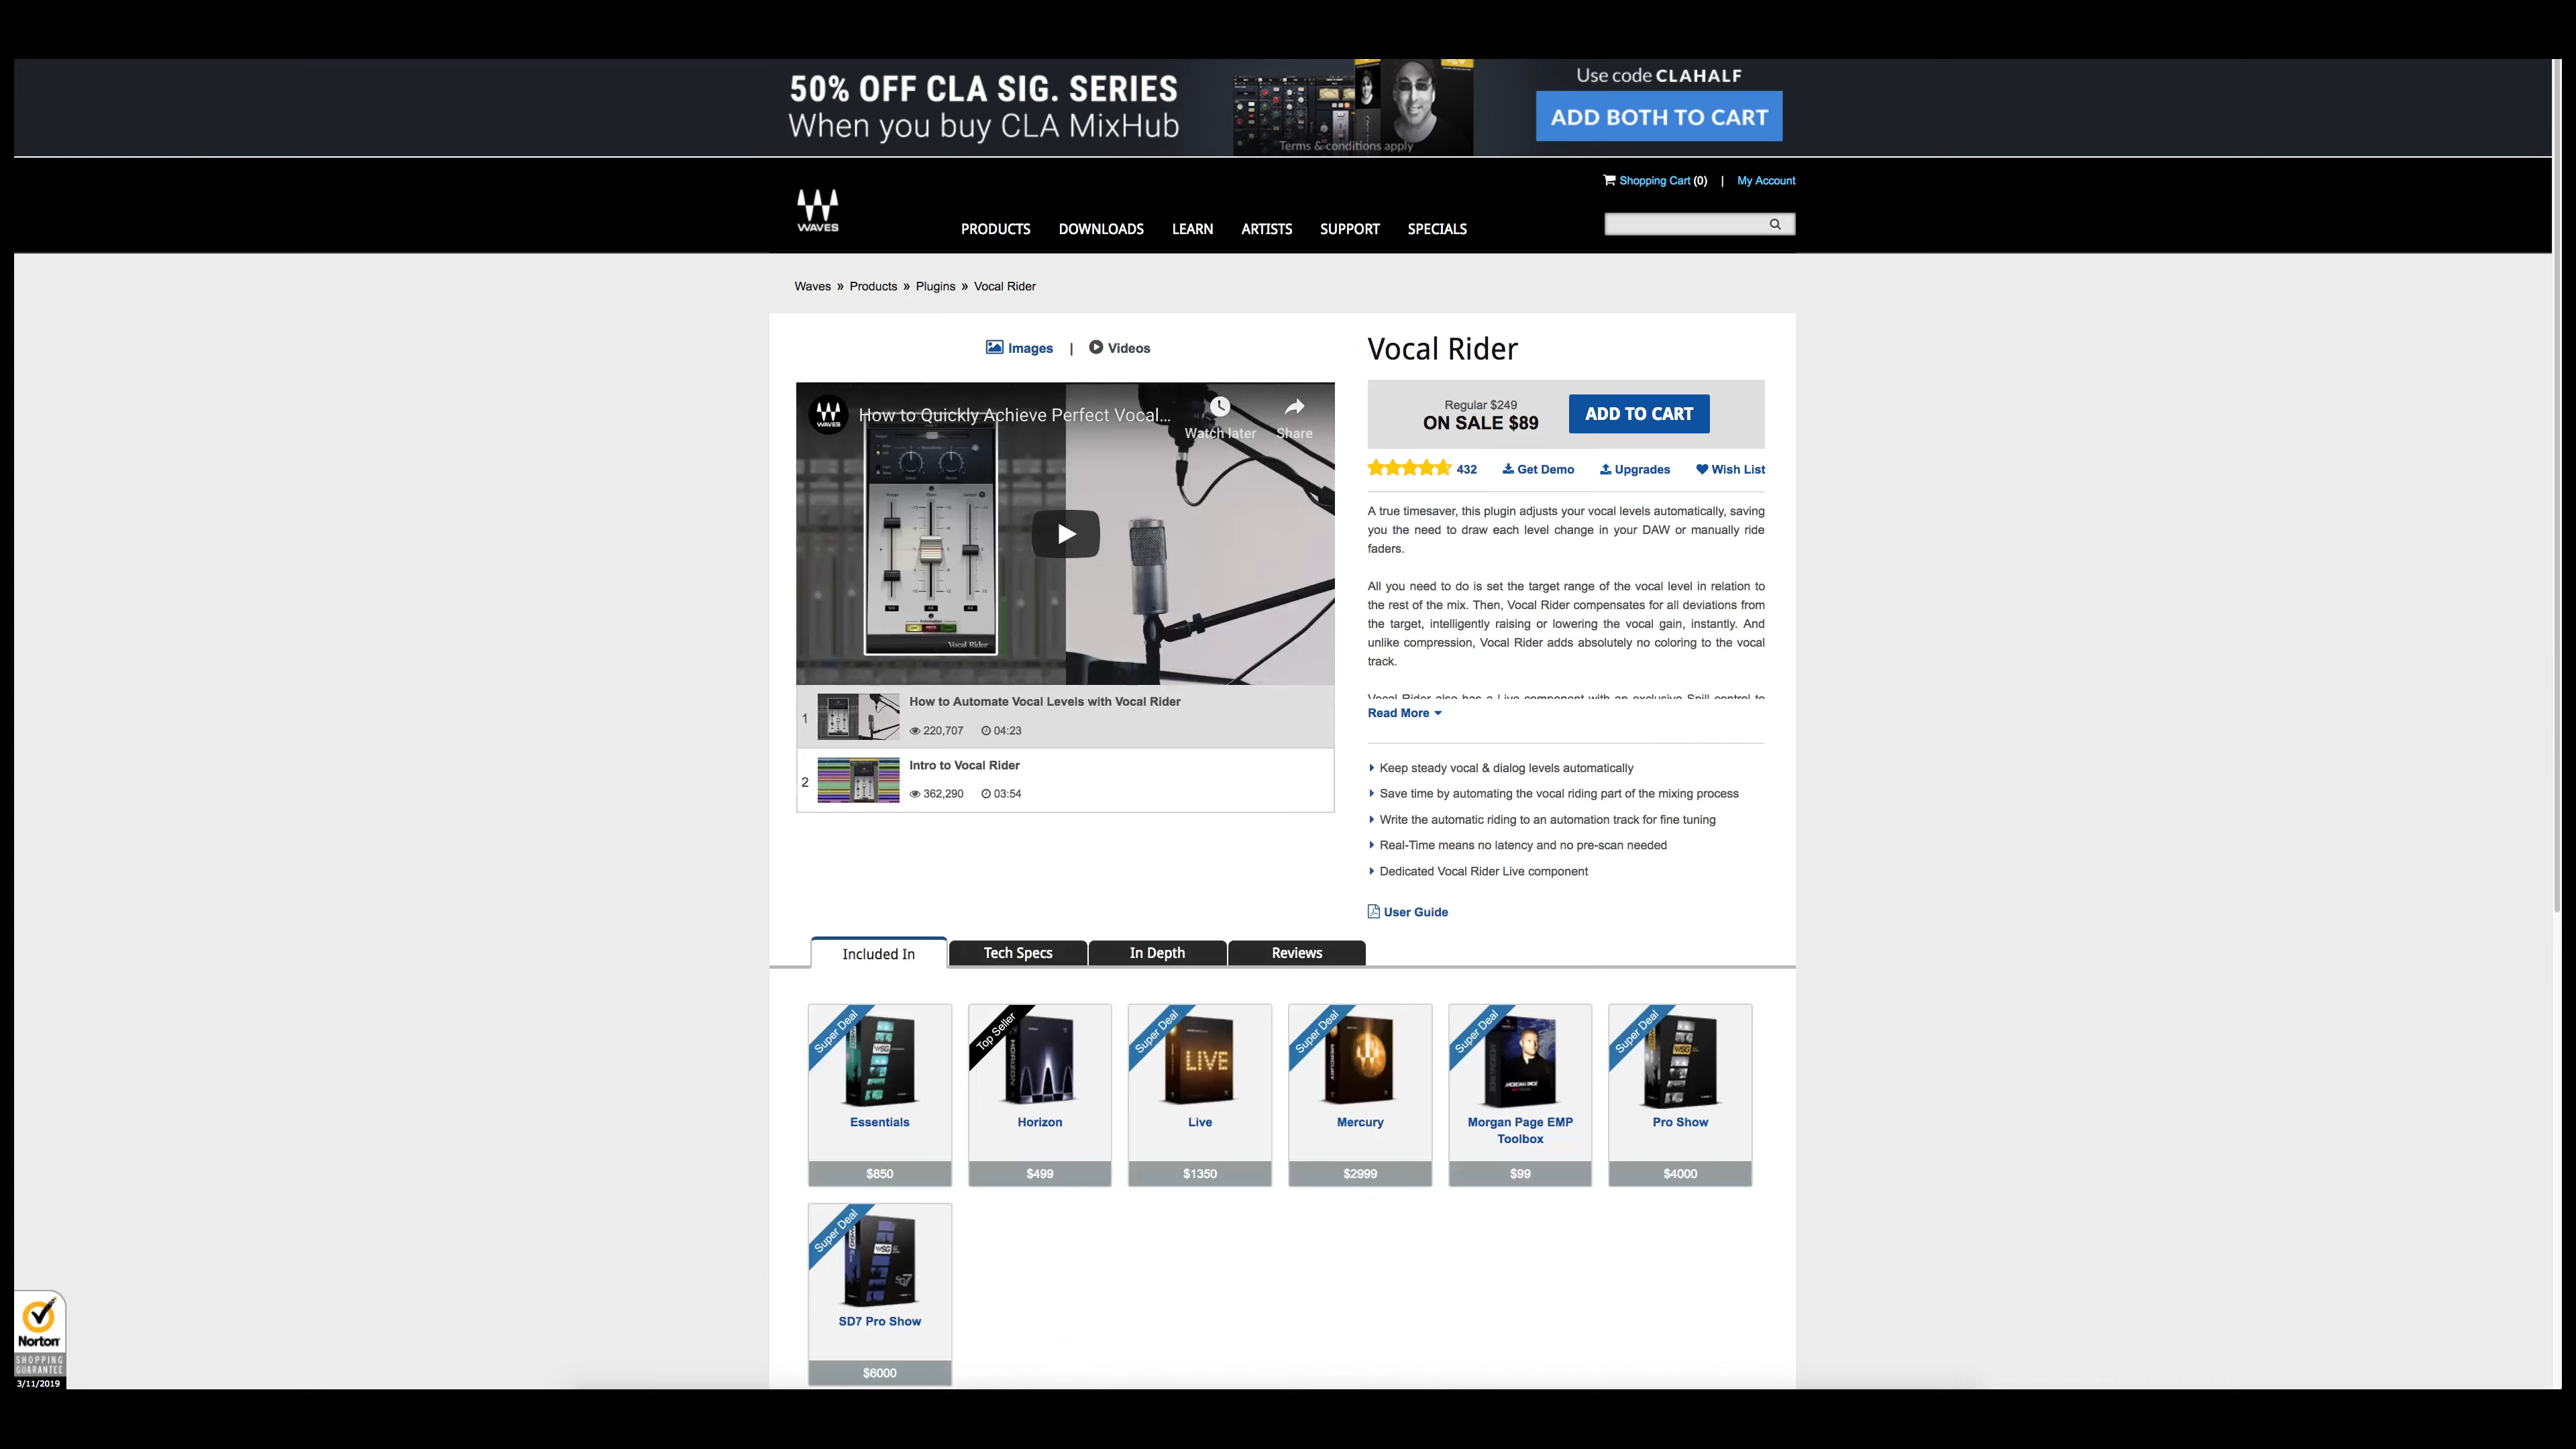 50% OFF CLA SIG. SERIES
When you buy CLA MixHub
Terms & conditions apply
Use code CLAHALF
ADD BOTH TO CART
Shopping Cart (0) | My Account
WAVES
PRODUCTS DOWNLOADS LEARN ARTISTS SUPPORT SPECIALS
Waves » Products » Plugins » Vocal Rider
Images | Videos
WAVES
How to Quickly Achieve Perfect Vocal...
Watch later Share
Vocal Rider
1
How to Automate Vocal Levels with Vocal Rider
220,707 04:23
2
Intro to Vocal Rider
362,290 03:54
Vocal Rider
Regular $249
ON SALE $89
ADD TO CART
432 Get Demo Upgrades Wish List
A true timesaver, this plugin adjusts your vocal levels automatically, saving
you the need to draw each level change in your DAW or manually ride
faders.
All you need to do is set the target range of the vocal level in relation to
the rest of the mix. Then, Vocal Rider compensates for all deviations from
the target, intelligently raising or lowering the vocal gain, instantly. And
unlike compression, Vocal Rider adds absolutely no coloring to the vocal
track.
Vocal Rider also has a Live component with an exclusive Spill control to
Read More
Keep steady vocal & dialog levels automatically
Save time by automating the vocal riding part of the mixing process
Write the automatic riding to an automation track for fine tuning
Real-Time means no latency and no pre-scan needed
Dedicated Vocal Rider Live component
User Guide
Included In Tech Specs In Depth Reviews
Super Deal
WSG
Essentials
$850
Top Seller
HORIZON
Horizon
$499
Super Deal
LIVE
Live
$1350
Super Deal
MERCURY
Mercury
$2999
Super Deal
MORGAN PAGE
Morgan Page EMP
Toolbox
$99
Super Deal
WSG
Pro Show
$4000
Super Deal
WSG
SD7 Pro Show
$6000
Norton
SHOPPING
GUARANTEE
3/11/2019